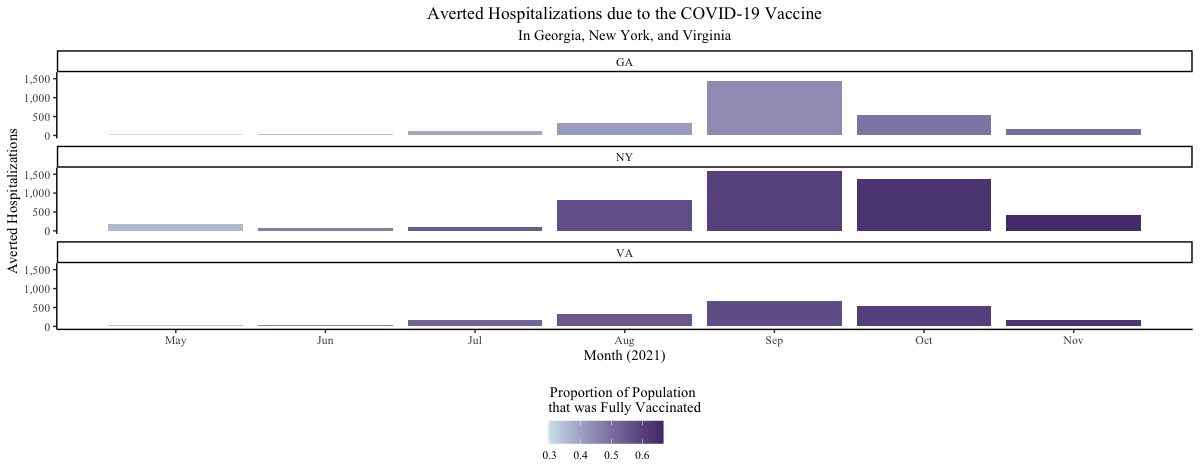 Averted Hospitalizations due to the COVID-19 Vaccine
In Georgia, New York, and Virginia
Averted Hospitalizations
GA
1,500
1,000
500
0
NY
1,500
1,000
500
0
VA
1,500
1,000
500
0
May Jun Jul Aug Sep Oct Nov
Month (2021)
Proportion of Population
that was Fully Vaccinated
0.3 0.4 0.5 0.6